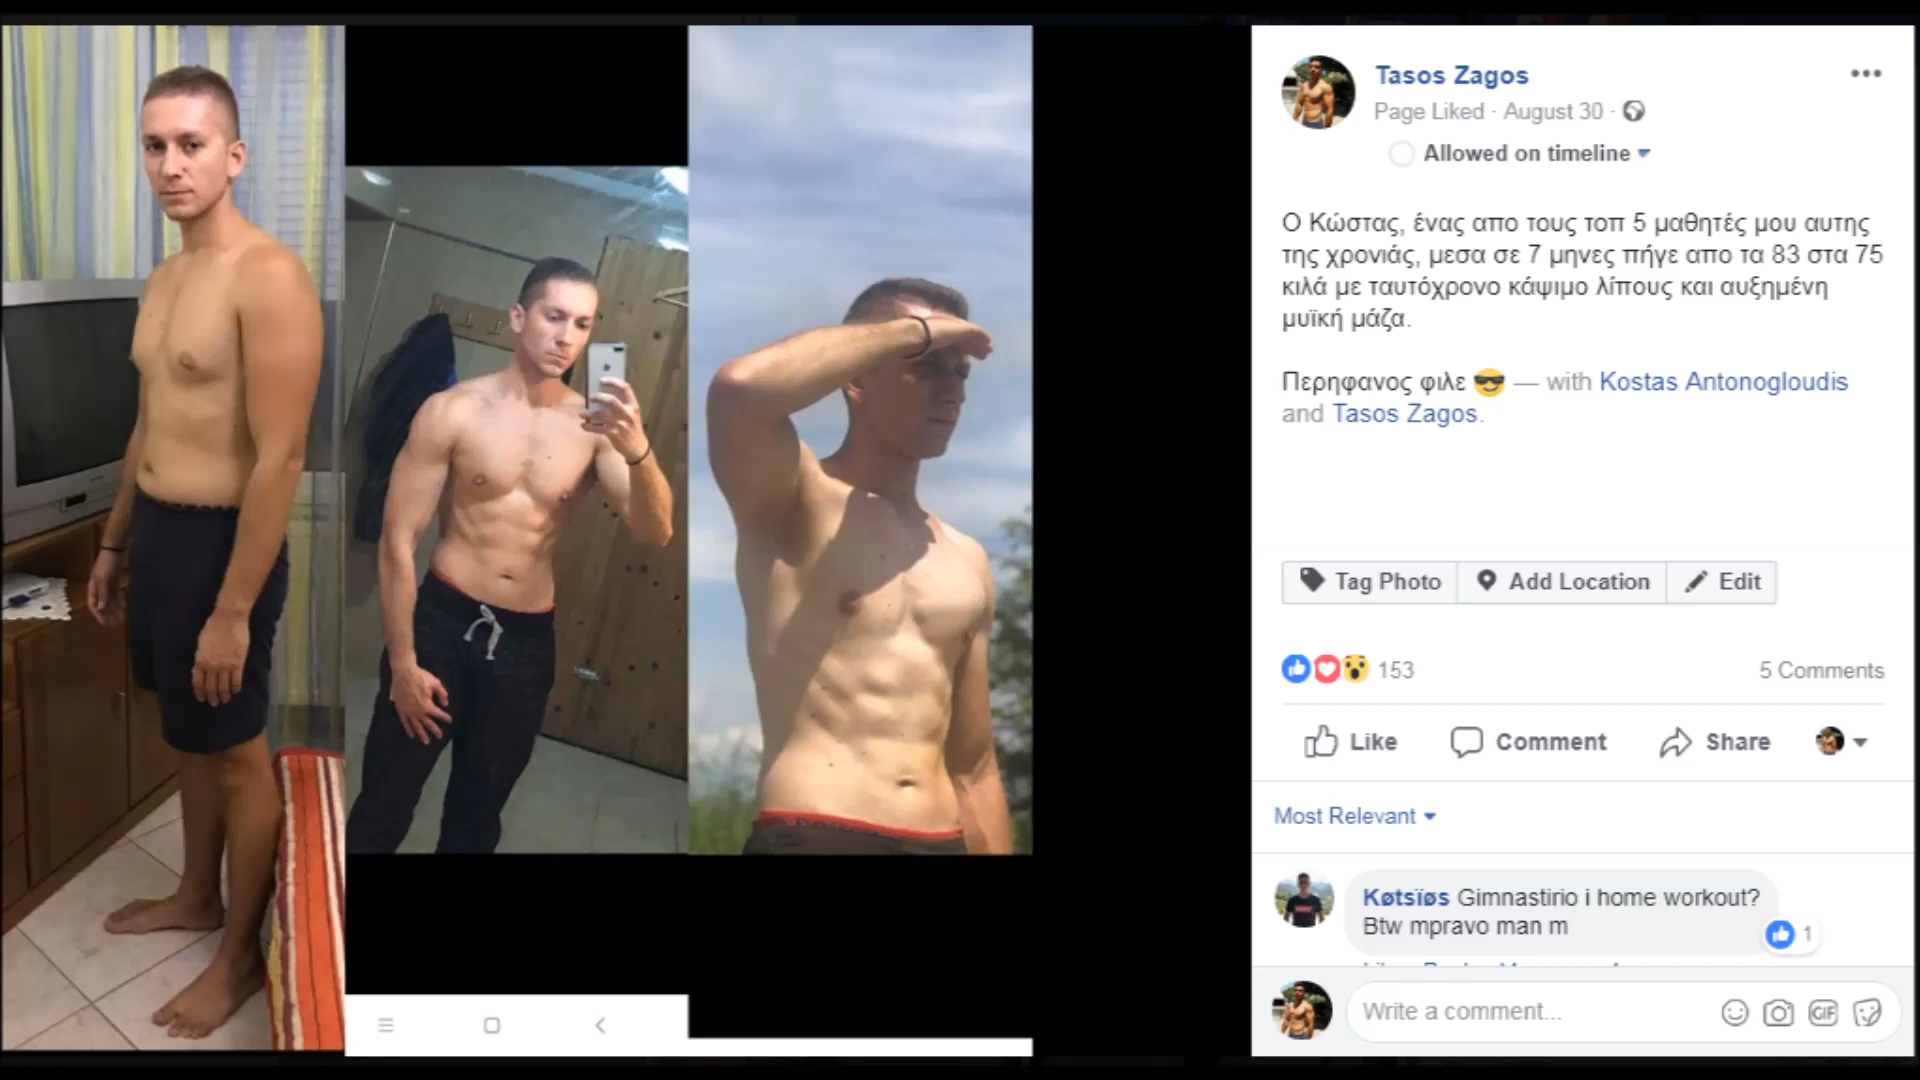 Tasos Zagos
Page Liked · August 30 ·
Allowed on timeline
Ο Κώστας, ένας απο τους τοπ 5 μαθητές μου αυτης
της χρονιάς, μεσα σε 7 μηνες πήγε απο τα 83 στα 75
κιλά με ταυτόχρονο κάψιμο λίπους και αυξημένη
μυϊκή μάζα.
Περηφανος φιλε 😎 — with Kostas Antonogloudis
and Tasos Zagos.
Tag Photo Add Location Edit
153 5 Comments
Like Comment Share
Most Relevant
Køtsïøs Gimnastirio i home workout?
Btw mpravo man m
1
Write a comment...
GIF